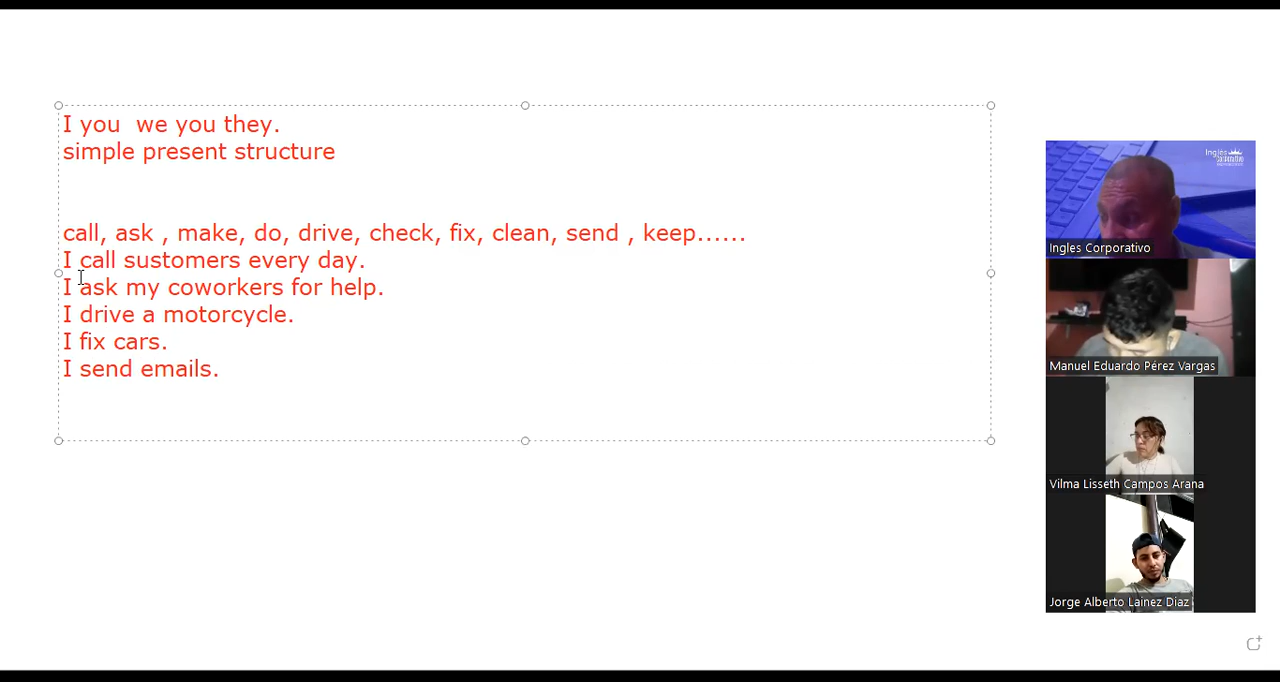 I you  we you they.
simple present structure
call, ask , make, do, drive, check, fix, clean, send , keep......
I call sustomers every day.
I ask my coworkers for help.
I drive a motorcycle.
I fix cars.
I send emails.
Inglés
Corporativo
Ingles Corporativo
Manuel Eduardo Pérez Vargas
Vilma Lisseth Campos Arana
Jorge Alberto Lainez Diaz